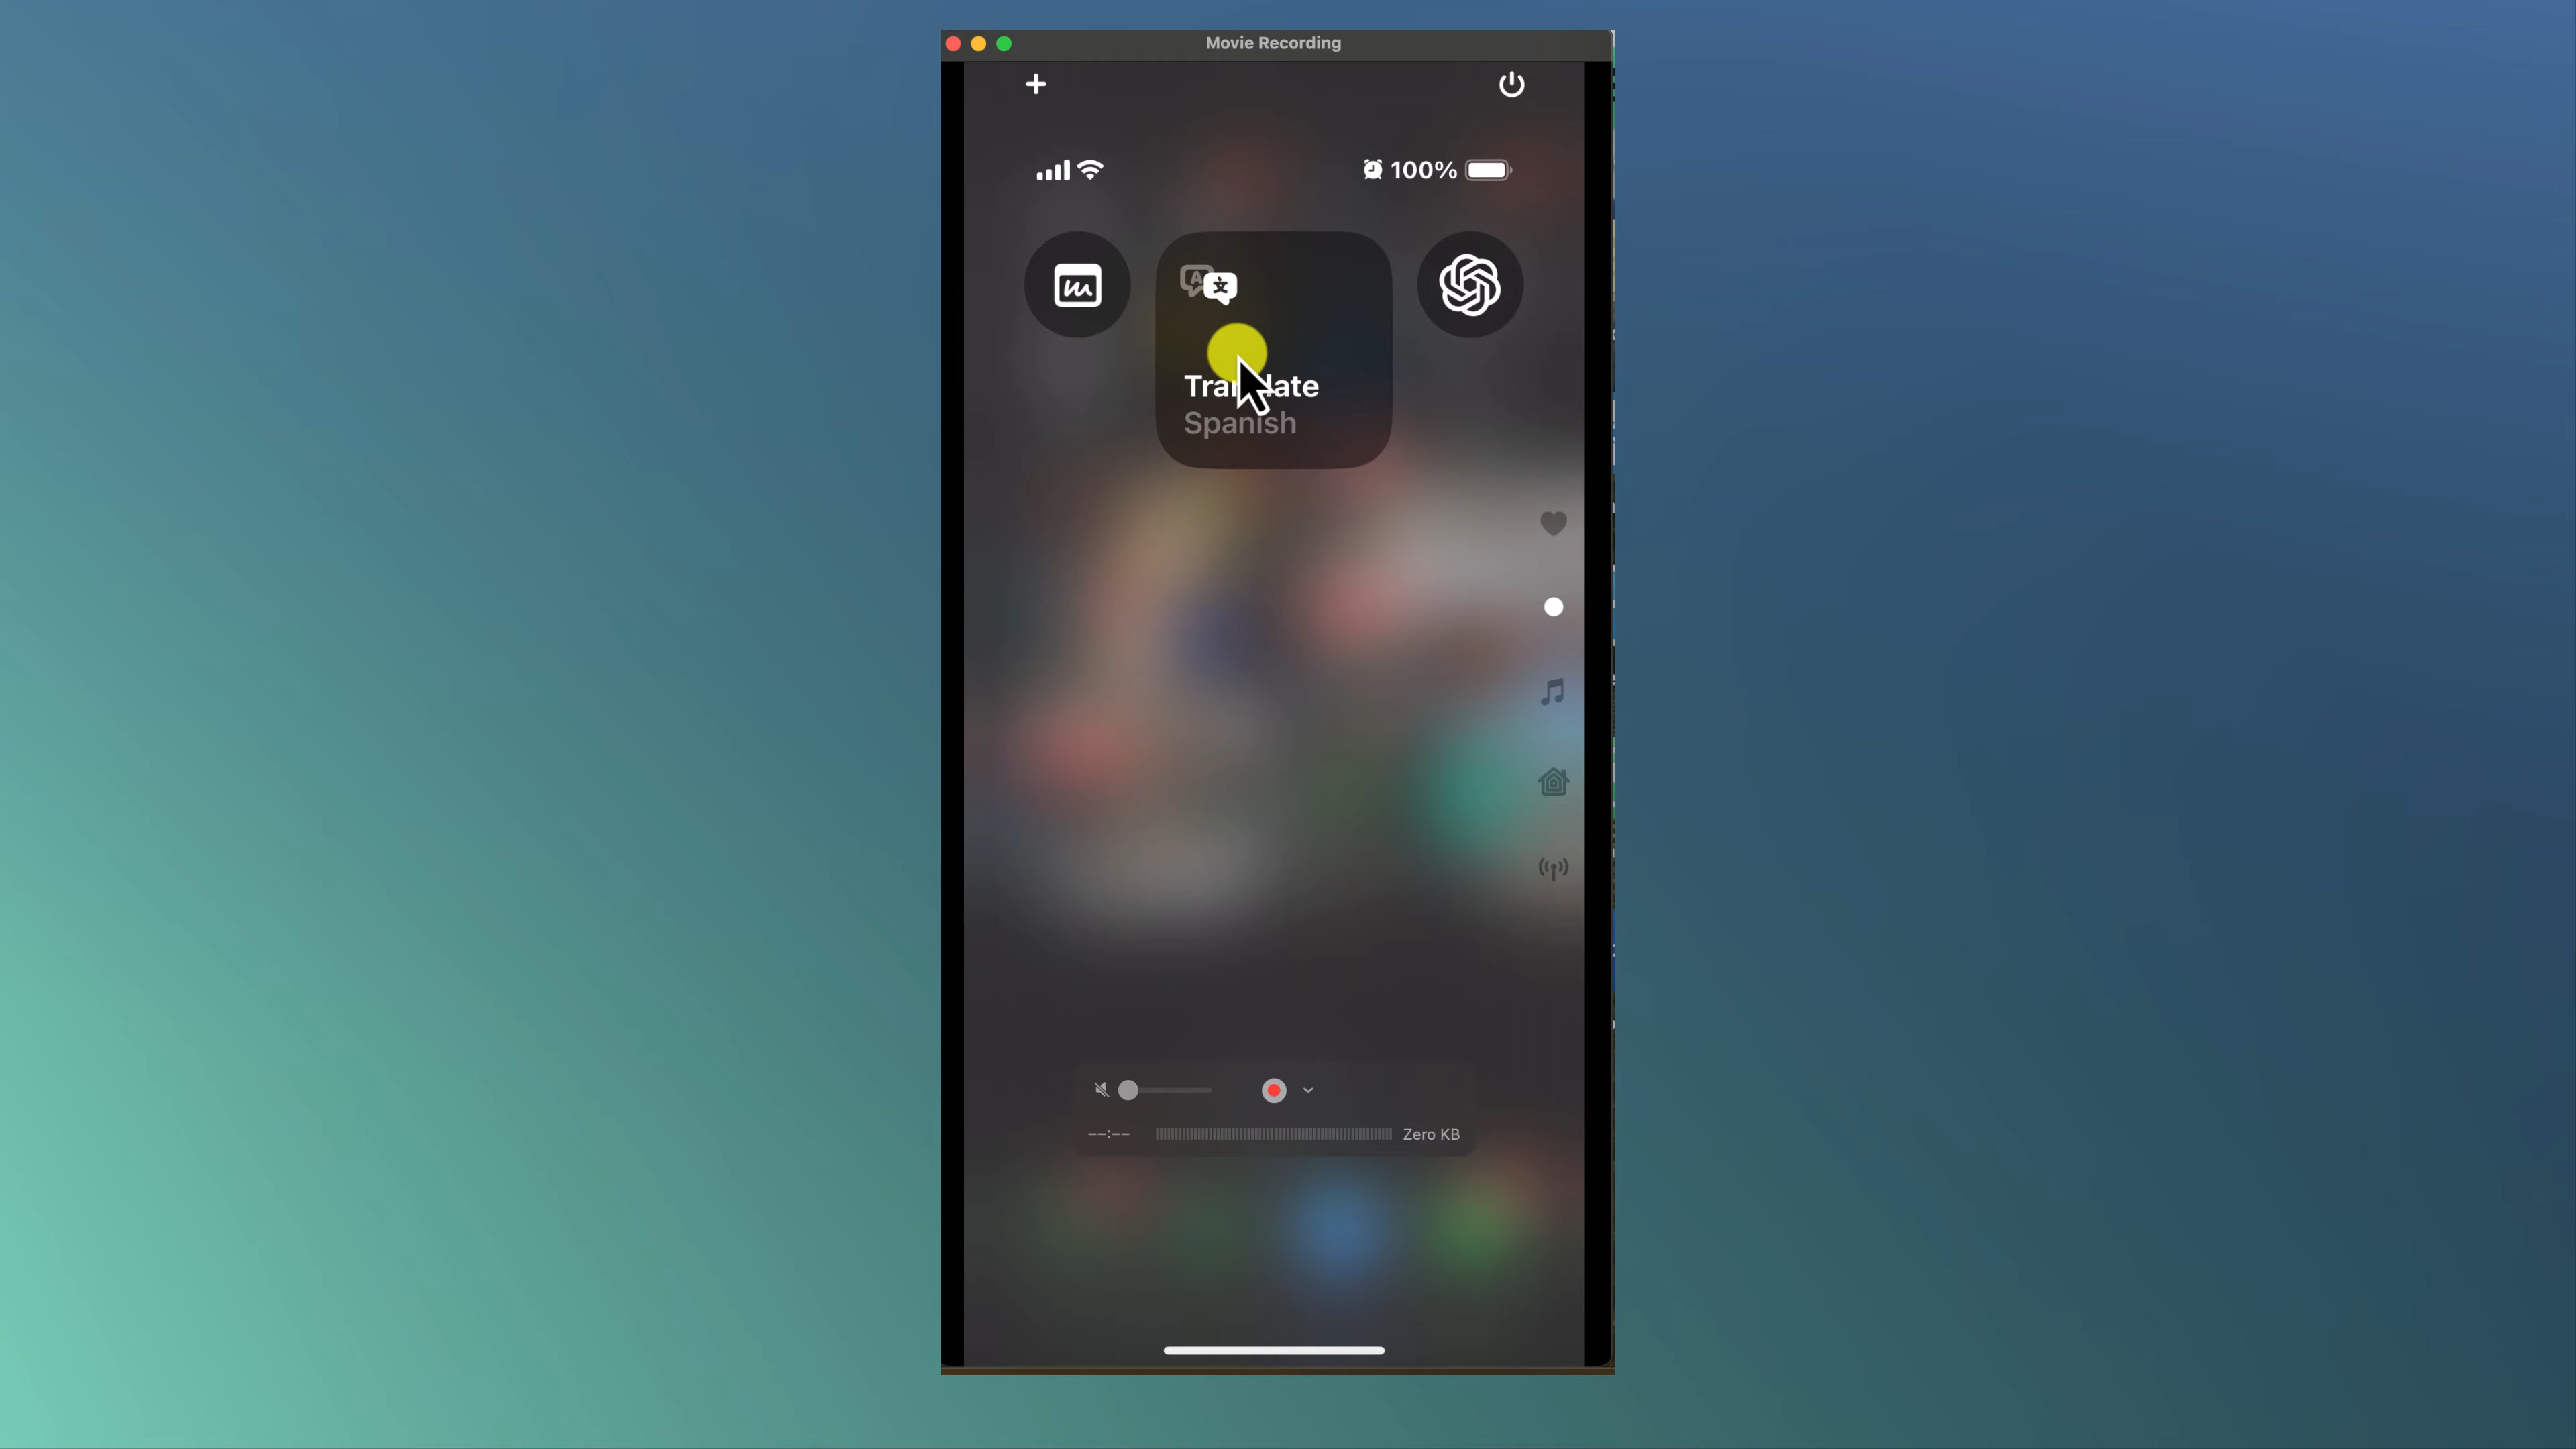 Movie Recording
100%
Translate
Spanish
--:--
Zero KB